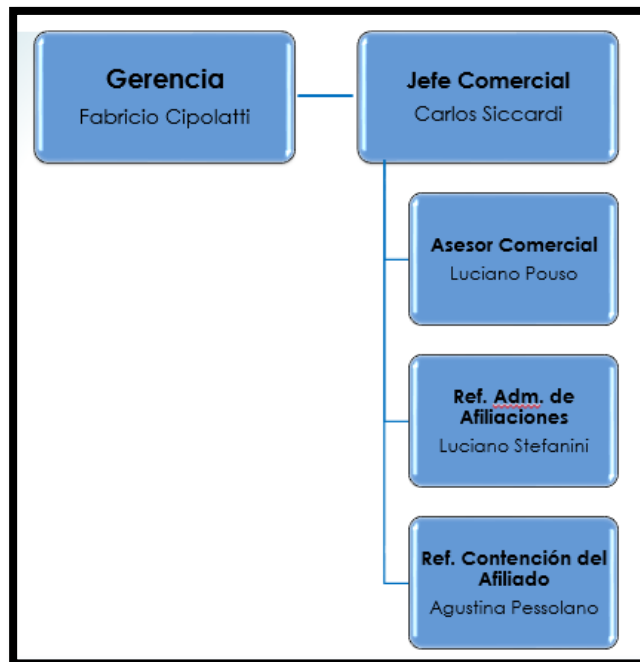 Gerencia
Fabricio Cipolatti
Jefe Comercial
Carlos Siccardi
Asesor Comercial
Luciano Pouso
Ref. Adm. de
Afiliaciones
Luciano Stefanini
Ref. Contención del
Afiliado
Agustina Pessolano